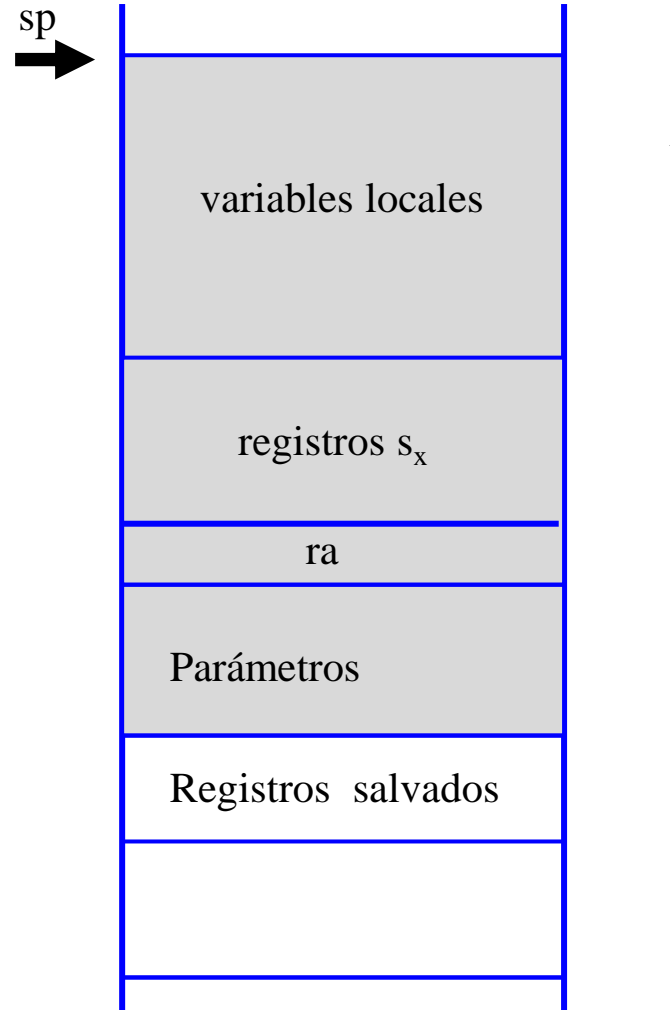 sp
variables locales
registros sx
ra
Parámetros
Registros salvados